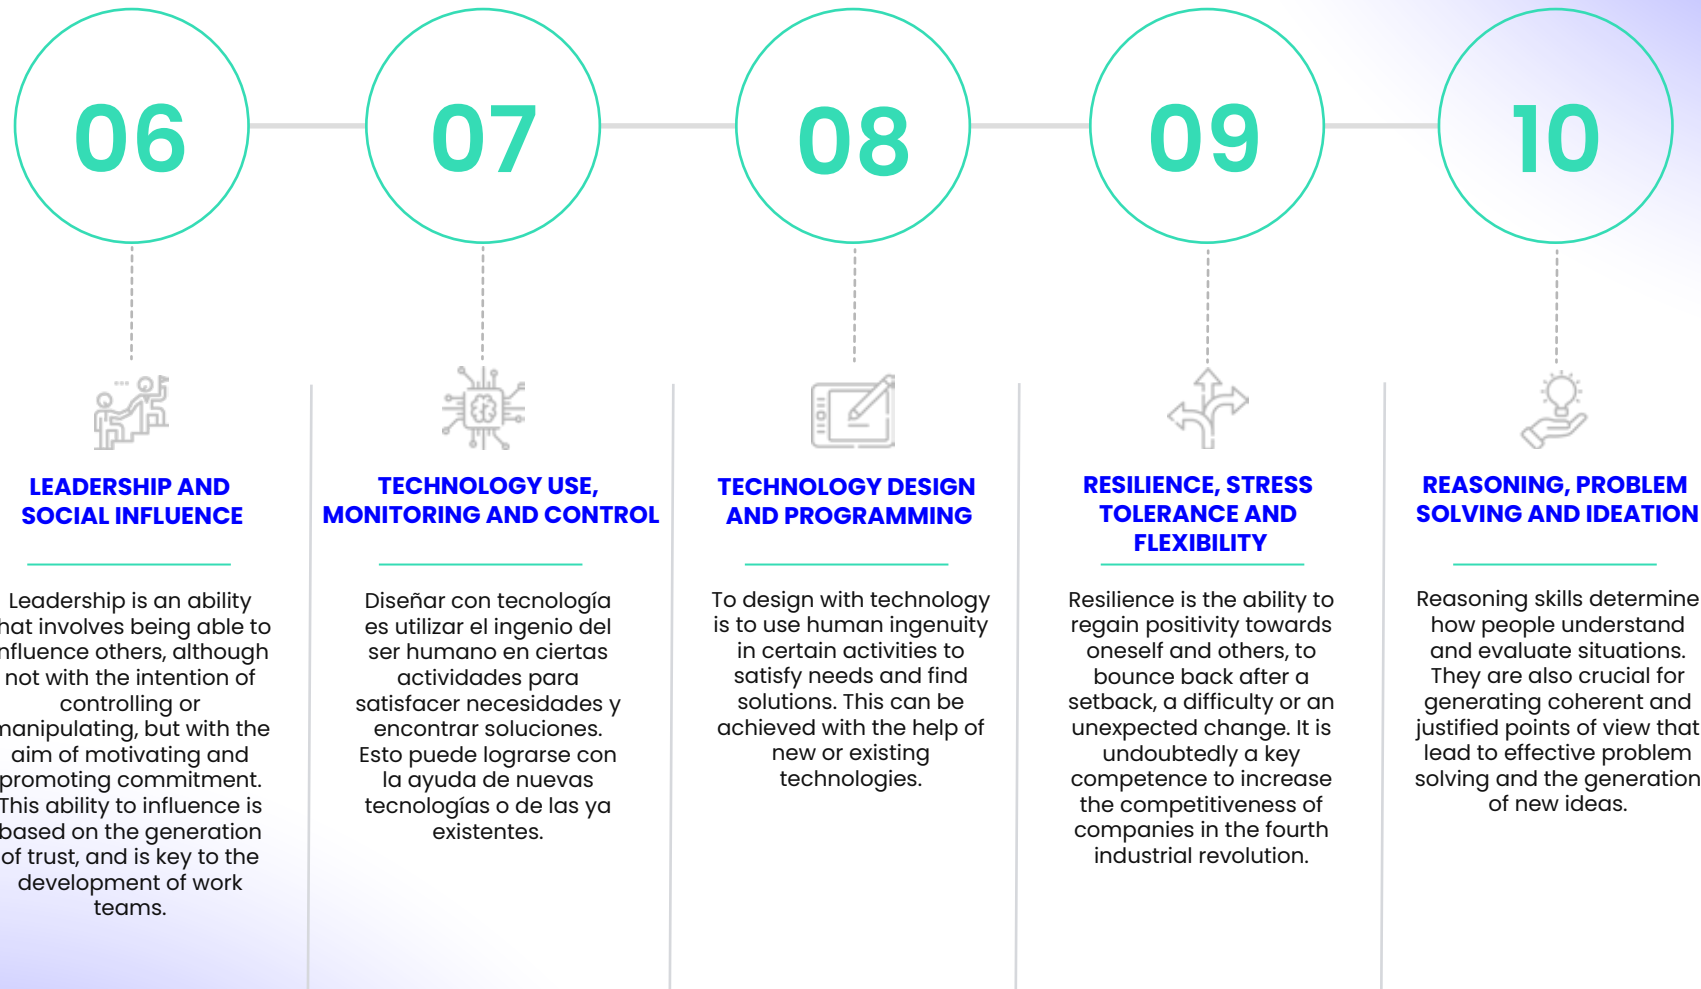 06
07
08
09
10
LEADERSHIP AND
SOCIAL INFLUENCE
Leadership is an ability
hat involves being able to
nfluence others, although
not with the intention of
controlling or
manipulating, but with the
aim of motivating and
promoting commitment.
This ability to influence is
based on the generation
of trust, and is key to the
development of work
teams.
TECHNOLOGY USE,
MONITORING AND CONTROL
Diseñar con tecnología
es utilizar el ingenio del
ser humano en ciertas
actividades para
satisfacer necesidades y
encontrar soluciones.
Esto puede lograrse con
la ayuda de nuevas
tecnologías o de las ya
existentes.
TECHNOLOGY DESIGN
AND PROGRAMMING
To design with technology
is to use human ingenuity
in certain activities to
satisfy needs and find
solutions. This can be
achieved with the help of
new or existing
technologies.
RESILIENCE, STRESS
TOLERANCE AND
FLEXIBILITY
Resilience is the ability to
regain positivity towards
oneself and others, to
bounce back after a
setback, a difficulty or an
unexpected change. It is
undoubtedly a key
competence to increase
the competitiveness of
companies in the fourth
industrial revolution.
REASONING, PROBLEM
SOLVING AND IDEATION
Reasoning skills determine
how people understand
and evaluate situations.
They are also crucial for
generating coherent and
justified points of view that
lead to effective problem
solving and the generation
of new ideas.